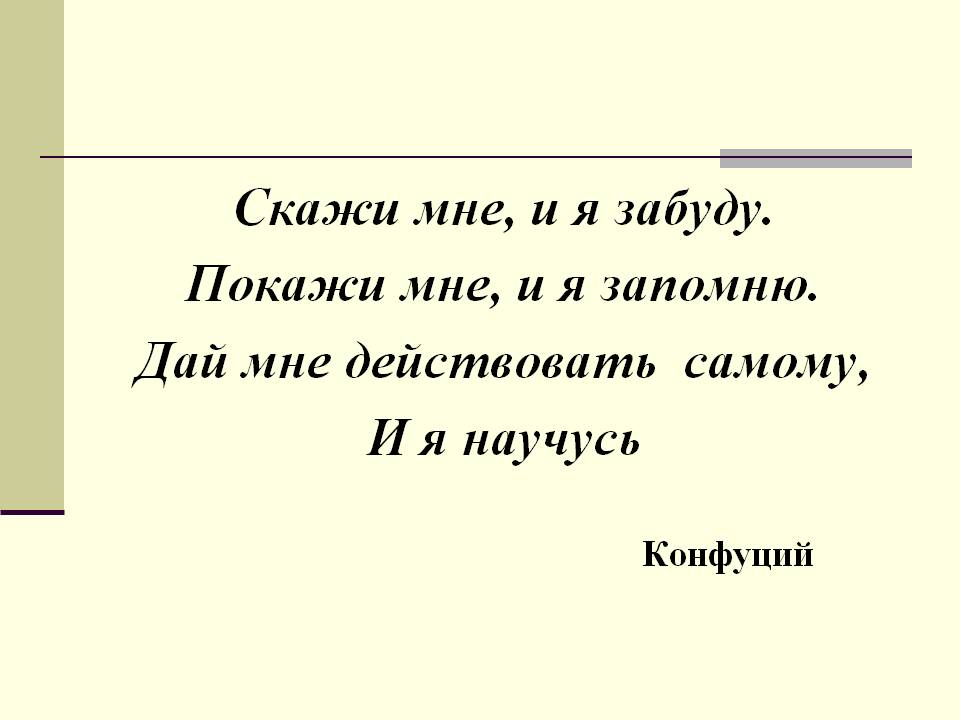 Скажи мне, и я забуду.
Покажи мне, и я запомню.
Дай мне действовать  самому,
И я научусь
Конфуций